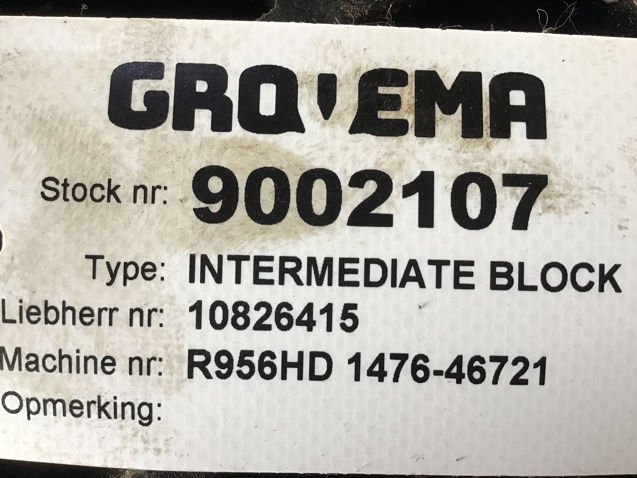 GROVEMA
Stock nr: 9002107
Type: INTERMEDIATE BLOCK
Liebherr nr: 10826415
Machine nr: R956HD 1476-46721
Opmerking: